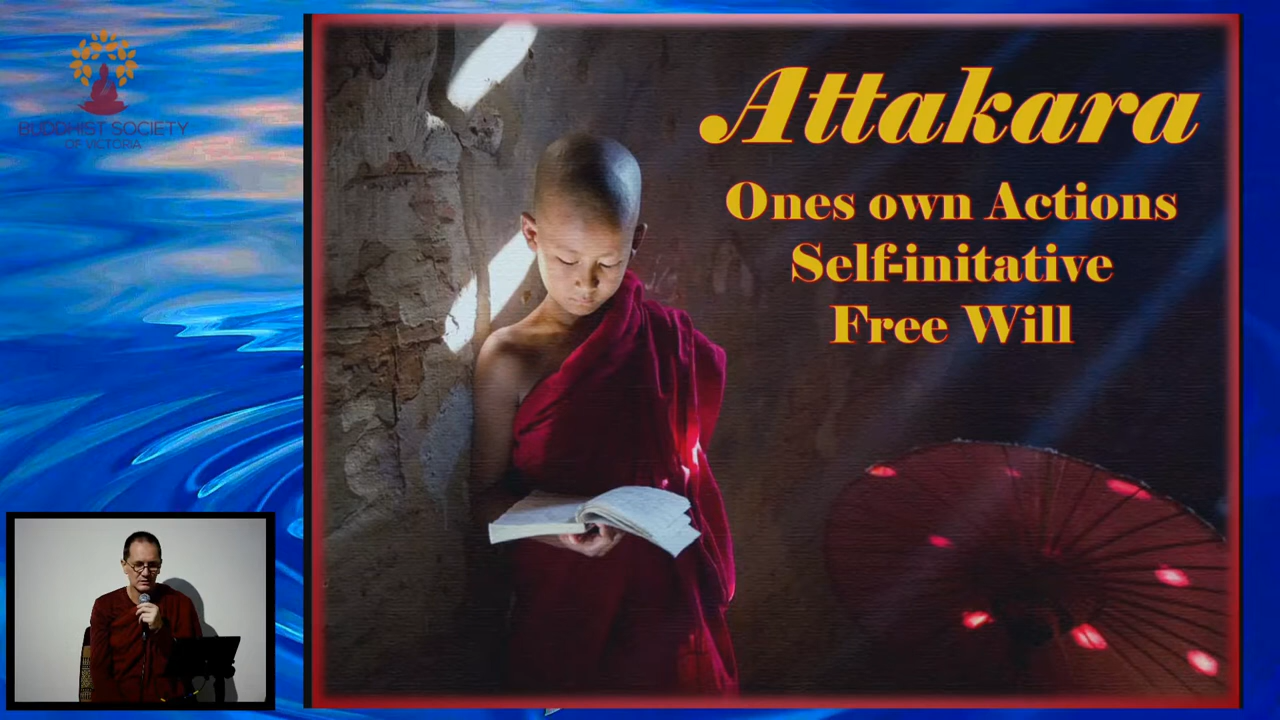 BUDDHIST SOCIETY
OF VICTORIA
Attakara
Ones own Actions
Self-initative
Free Will